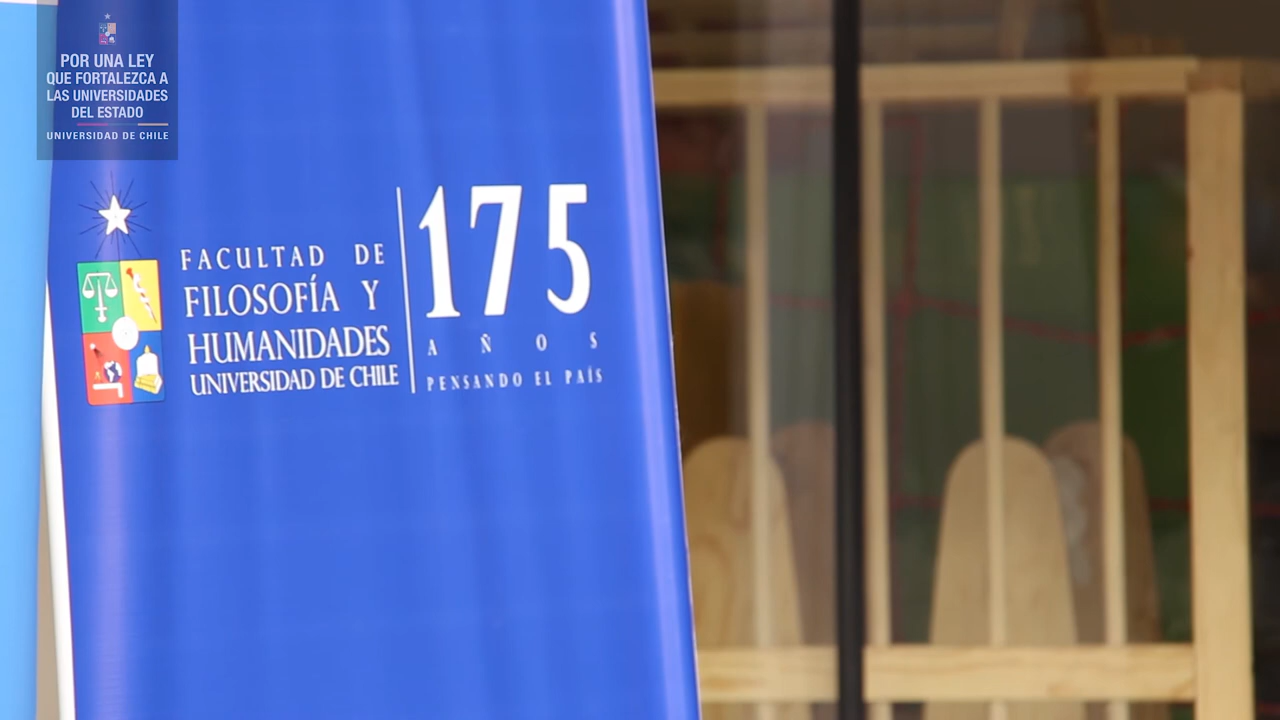 POR UNA LEY
QUE FORTALEZCA A
LAS UNIVERSIDADES
DEL ESTADO
UNIVERSIDAD DE CHILE
FACULTAD DE
FILOSOFÍA Y
HUMANIDADES
UNIVERSIDAD DE CHILE
175
AÑOS
PENSANDO EL PAÍS